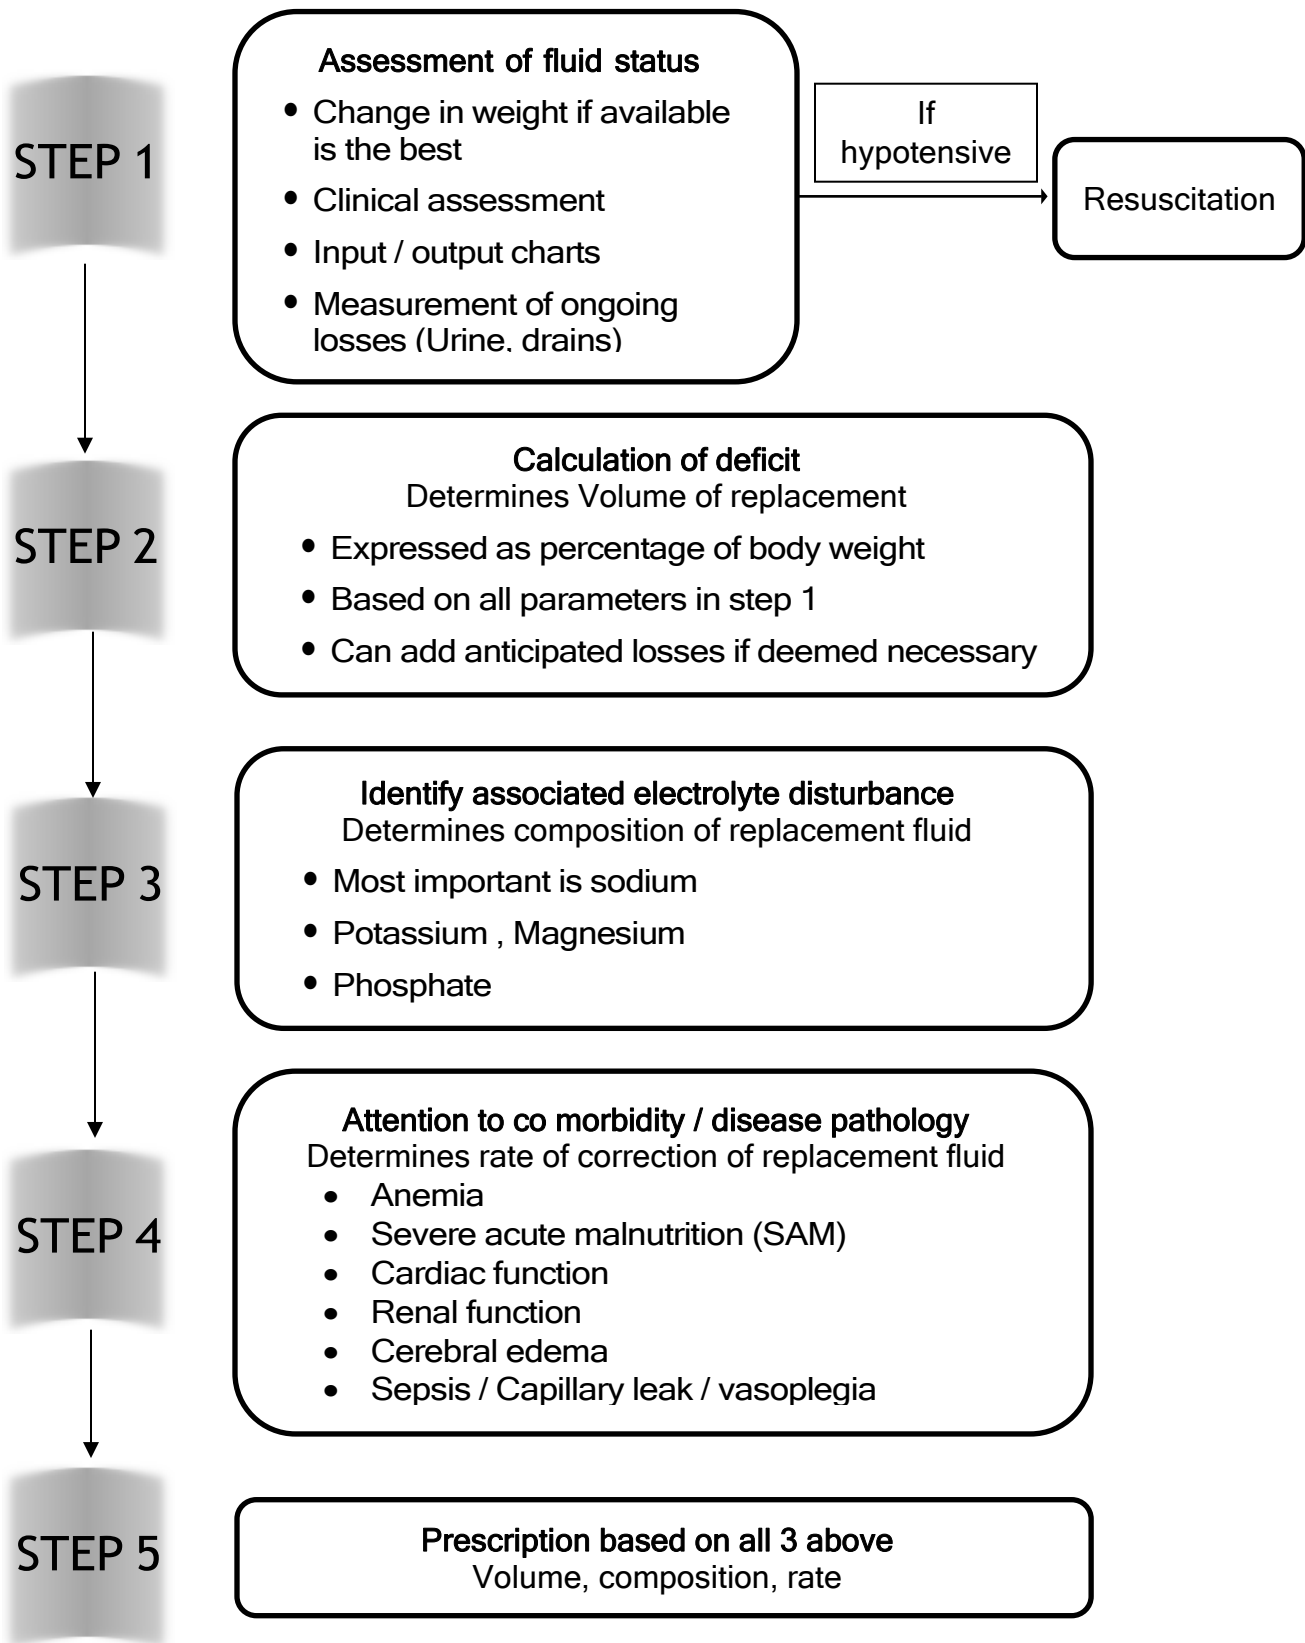 STEP 1
Assessment of fluid status
• Change in weight if available
is the best
• Clinical assessment
• Input / output charts
• Measurement of ongoing
losses (Urine, drains)
If
hypotensive
Resuscitation
STEP 2
Calculation of deficit
Determines Volume of replacement
• Expressed as percentage of body weight
• Based on all parameters in step 1
• Can add anticipated losses if deemed necessary
STEP 3
Identify associated electrolyte disturbance
Determines composition of replacement fluid
• Most important is sodium
• Potassium , Magnesium
• Phosphate
STEP 4
Attention to co morbidity / disease pathology
Determines rate of correction of replacement fluid
• Anemia
• Severe acute malnutrition (SAM)
• Cardiac function
• Renal function
• Cerebral edema
• Sepsis / Capillary leak / vasoplegia
STEP 5
Prescription based on all 3 above
Volume, composition, rate